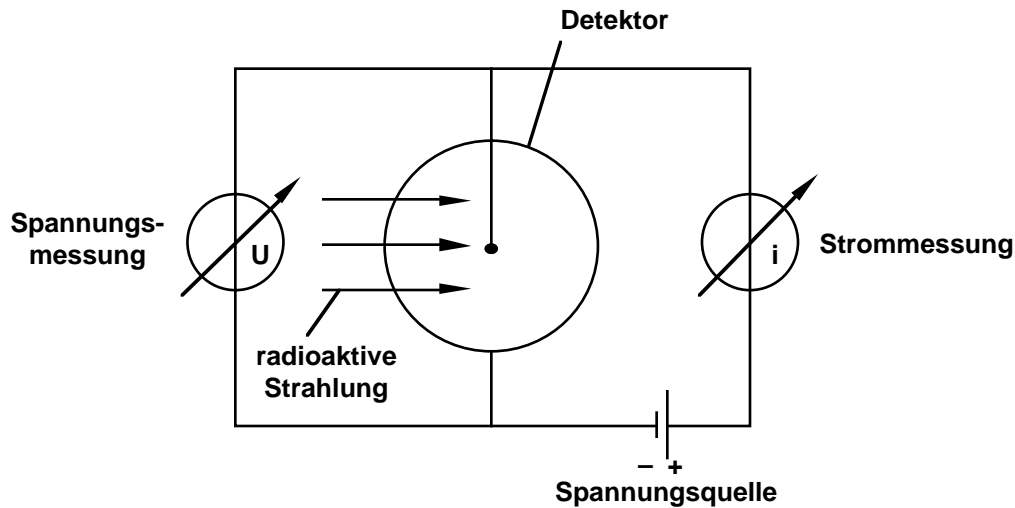 Detektor
Spannungs-
messung
U
i
Strommessung
radioaktive
Strahlung
– +
Spannungsquelle